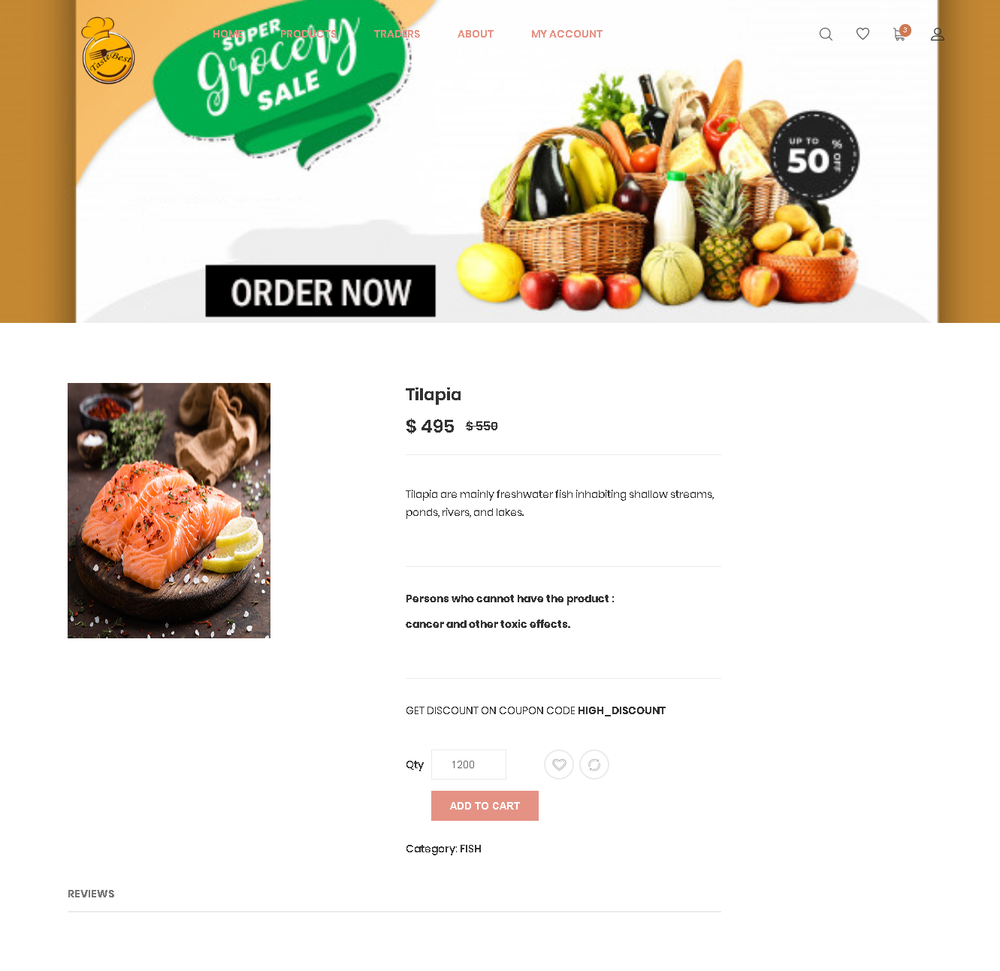 TasteBest
HOME
PRODUCTS
TRADERS
ABOUT
MY ACCOUNT
3
SUPER
Grocery
SALE
UP TO
50
% OFF
ORDER NOW
Tilapia
$ 495 $ 550
Tilapia are mainly freshwater fish inhabiting shallow streams,
ponds, rivers, and lakes.
Persons who cannot have the product :
cancer and other toxic effects.
GET DISCOUNT ON COUPON CODE HIGH_DISCOUNT
Qty 1200
ADD TO CART
Category: FISH
REVIEWS